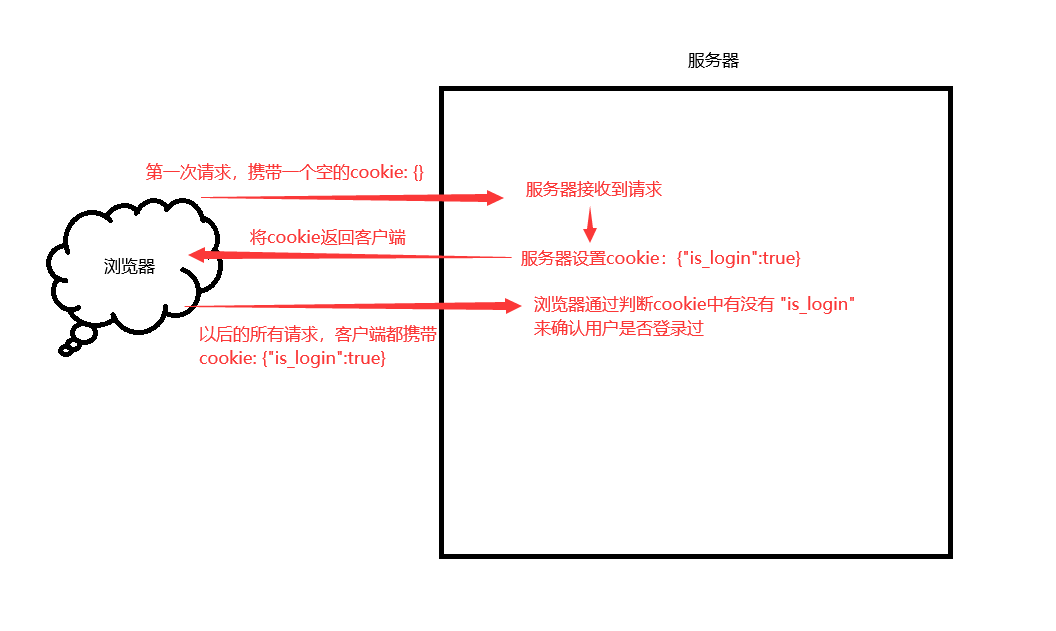 服务器
第一次请求，携带一个空的cookie: {}
服务器接收到请求
将cookie返回客户端
服务器设置cookie：{"is_login":true}
浏览器
浏览器通过判断cookie中有没有 "is_login"
来确认用户是否登录过
以后的所有请求，客户端都携带
cookie: {"is_login":true}